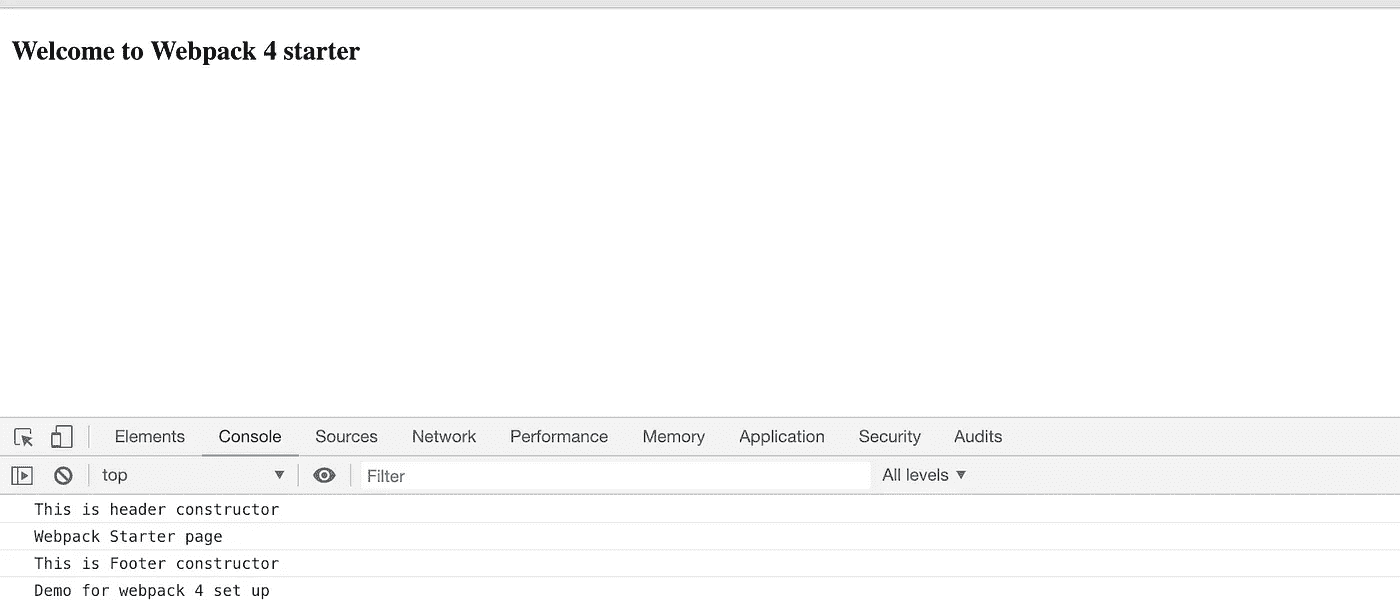 Welcome to Webpack 4 starter
Elements Console Sources Network Performance Memory Application Security Audits
top Filter All levels
This is header constructor
Webpack Starter page
This is Footer constructor
Demo for webpack 4 set up